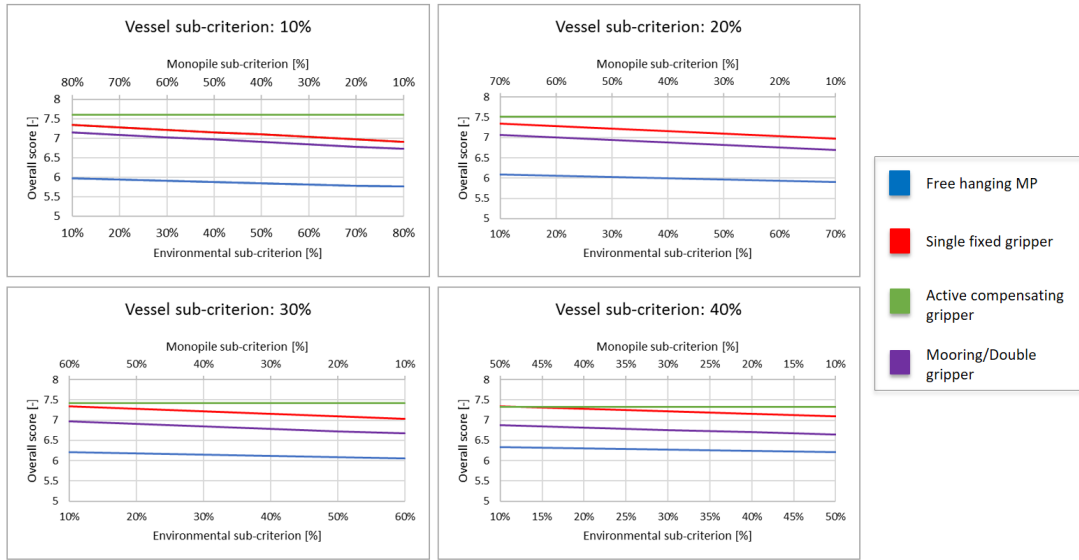 Vessel sub-criterion: 10%
Monopile sub-criterion [%]
80% 70% 60% 50% 40% 30% 20% 10%
Overall score [-]
8
7.5
7
6.5
6
5.5
5
10% 20% 30% 40% 50% 60% 70% 80%
Environmental sub-criterion [%]
Vessel sub-criterion: 20%
Monopile sub-criterion [%]
70% 60% 50% 40% 30% 20% 10%
Overall score [-]
8
7.5
7
6.5
6
5.5
5
10% 20% 30% 40% 50% 60% 70%
Environmental sub-criterion [%]
Vessel sub-criterion: 30%
Monopile sub-criterion [%]
60% 50% 40% 30% 20% 10%
Overall score [-]
8
7.5
7
6.5
6
5.5
5
10% 20% 30% 40% 50% 60%
Environmental sub-criterion [%]
Vessel sub-criterion: 40%
Monopile sub-criterion [%]
50% 45% 40% 35% 30% 25% 20% 15% 10%
Overall score [-]
8
7.5
7
6.5
6
5.5
5
10% 15% 20% 25% 30% 35% 40% 45% 50%
Environmental sub-criterion [%]
Free hanging MP
Single fixed gripper
Active compensating
gripper
Mooring/Double
gripper